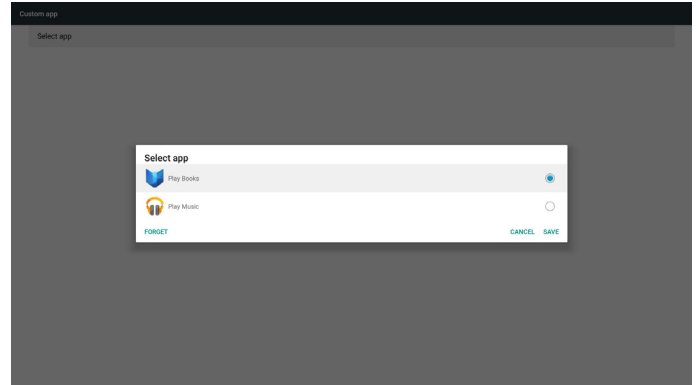 Custom app
Select app
Select app
Play Books
Play Music
FORGET CANCEL SAVE